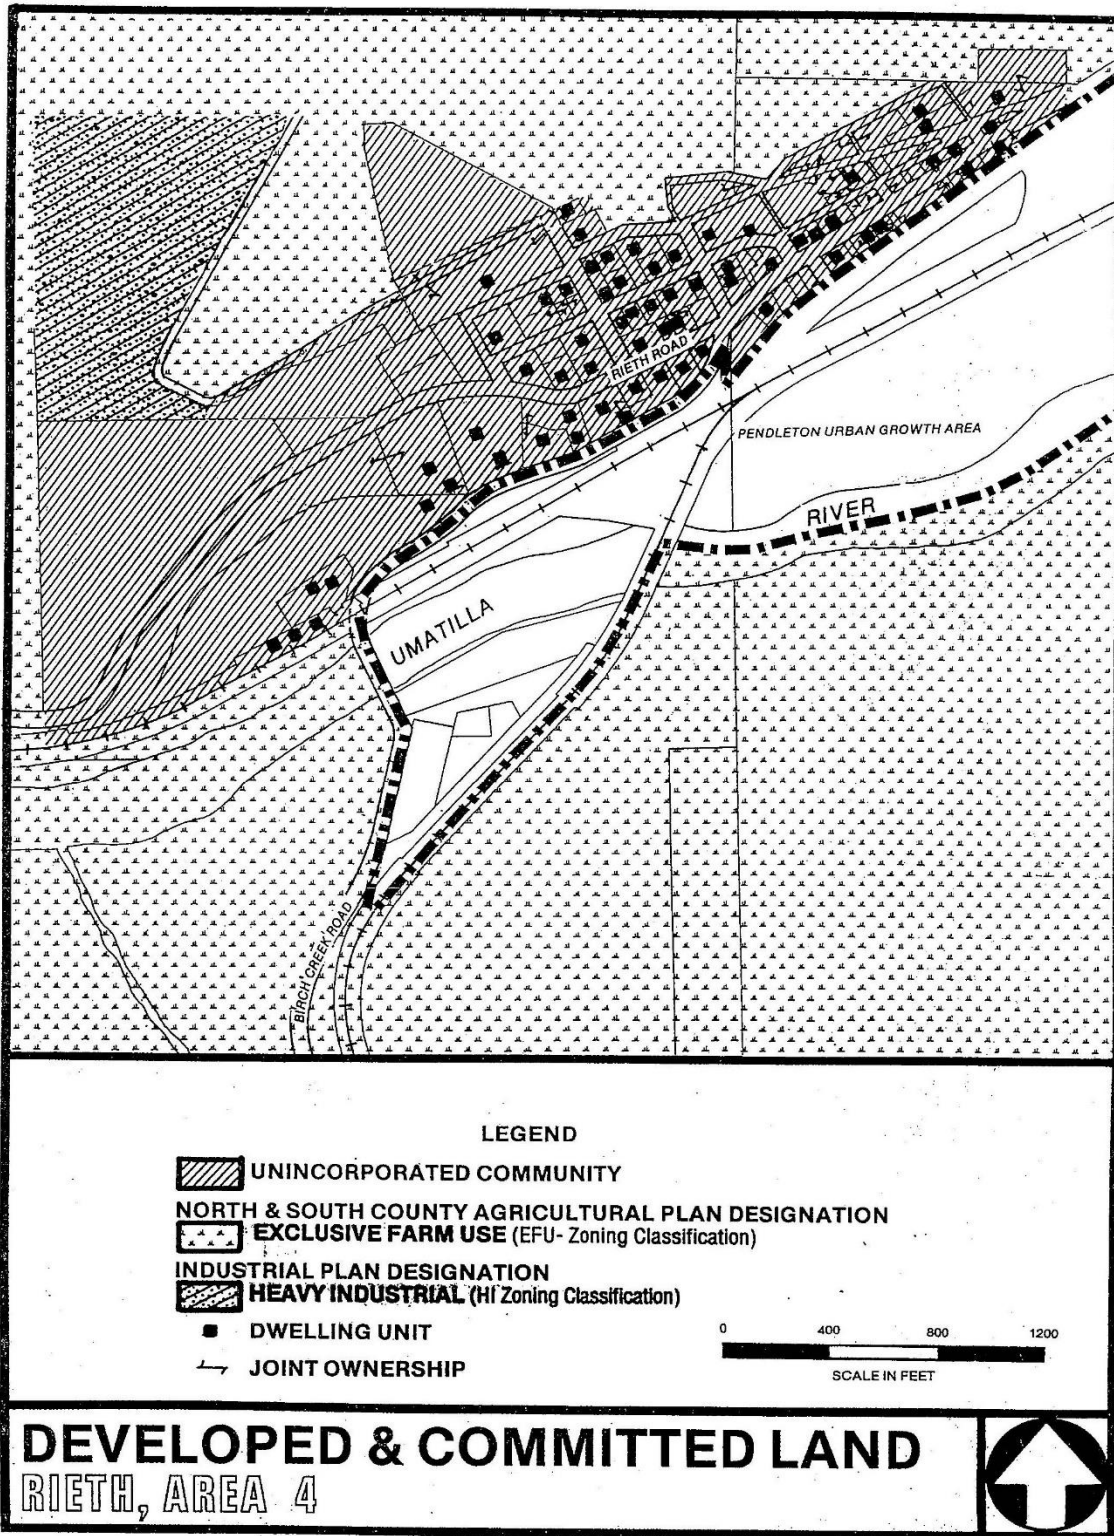 RIETH ROAD
PENDLETON URBAN GROWTH AREA
RIVER
UMATILLA
BIRCH CREEK ROAD
LEGEND
UNINCORPORATED COMMUNITY
NORTH & SOUTH COUNTY AGRICULTURAL PLAN DESIGNATION
EXCLUSIVE FARM USE (EFU- Zoning Classification)
INDUSTRIAL PLAN DESIGNATION
HEAVY INDUSTRIAL (HI Zoning Classification)
DWELLING UNIT
JOINT OWNERSHIP
0 400 800 1200
SCALE IN FEET
DEVELOPED & COMMITTED LAND
RIETH, AREA 4